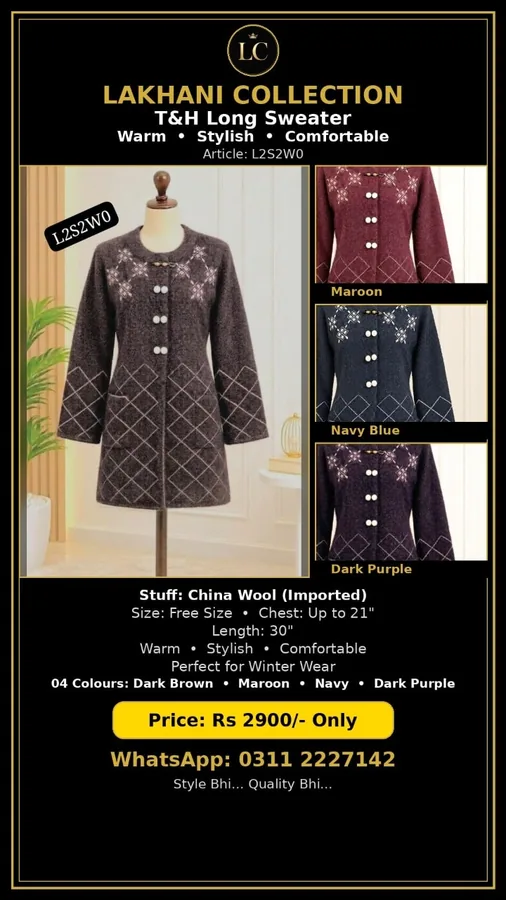 LC
LAKHANI COLLECTION
T&H Long Sweater
Warm • Stylish • Comfortable
Article: L2S2W0
L2S2W0
Maroon
Navy Blue
Dark Purple
Stuff: China Wool (Imported)
Size: Free Size • Chest: Up to 21"
Length: 30"
Warm • Stylish • Comfortable
Perfect for Winter Wear
04 Colours: Dark Brown • Maroon • Navy • Dark Purple
Price: Rs 2900/- Only
WhatsApp: 0311 2227142
Style Bhi... Quality Bhi...